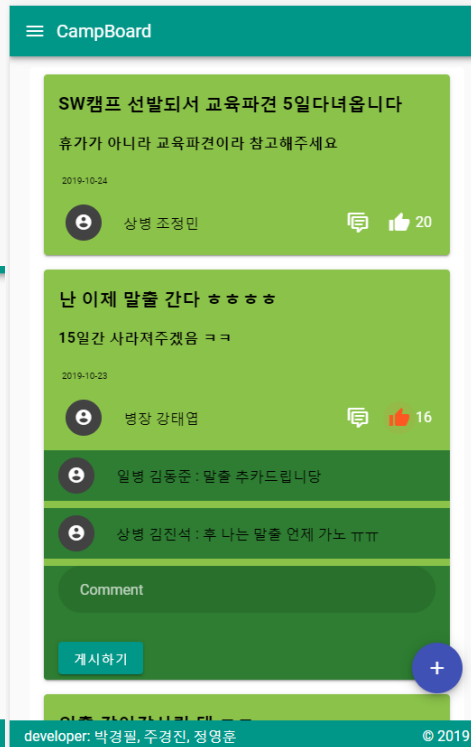 CampBoard
SW캠프 선발되서 교육파견 5일다녀옵니다
휴가가 아니라 교육파견이라 참고해주세요
2019-10-24
상병 조정민 20
난 이제 말출 간다 ㅎㅎㅎㅎ
15일간 사라져주겠음 ㅋㅋ
2019-10-23
병장 강태엽 16
일병 김동준 : 말출 추카드립니당
상병 김진석 : 후 나는 말출 언제 가노 ㅠㅠ
Comment
게시하기
+
developer: 박경필, 주경진, 정영훈 © 2019